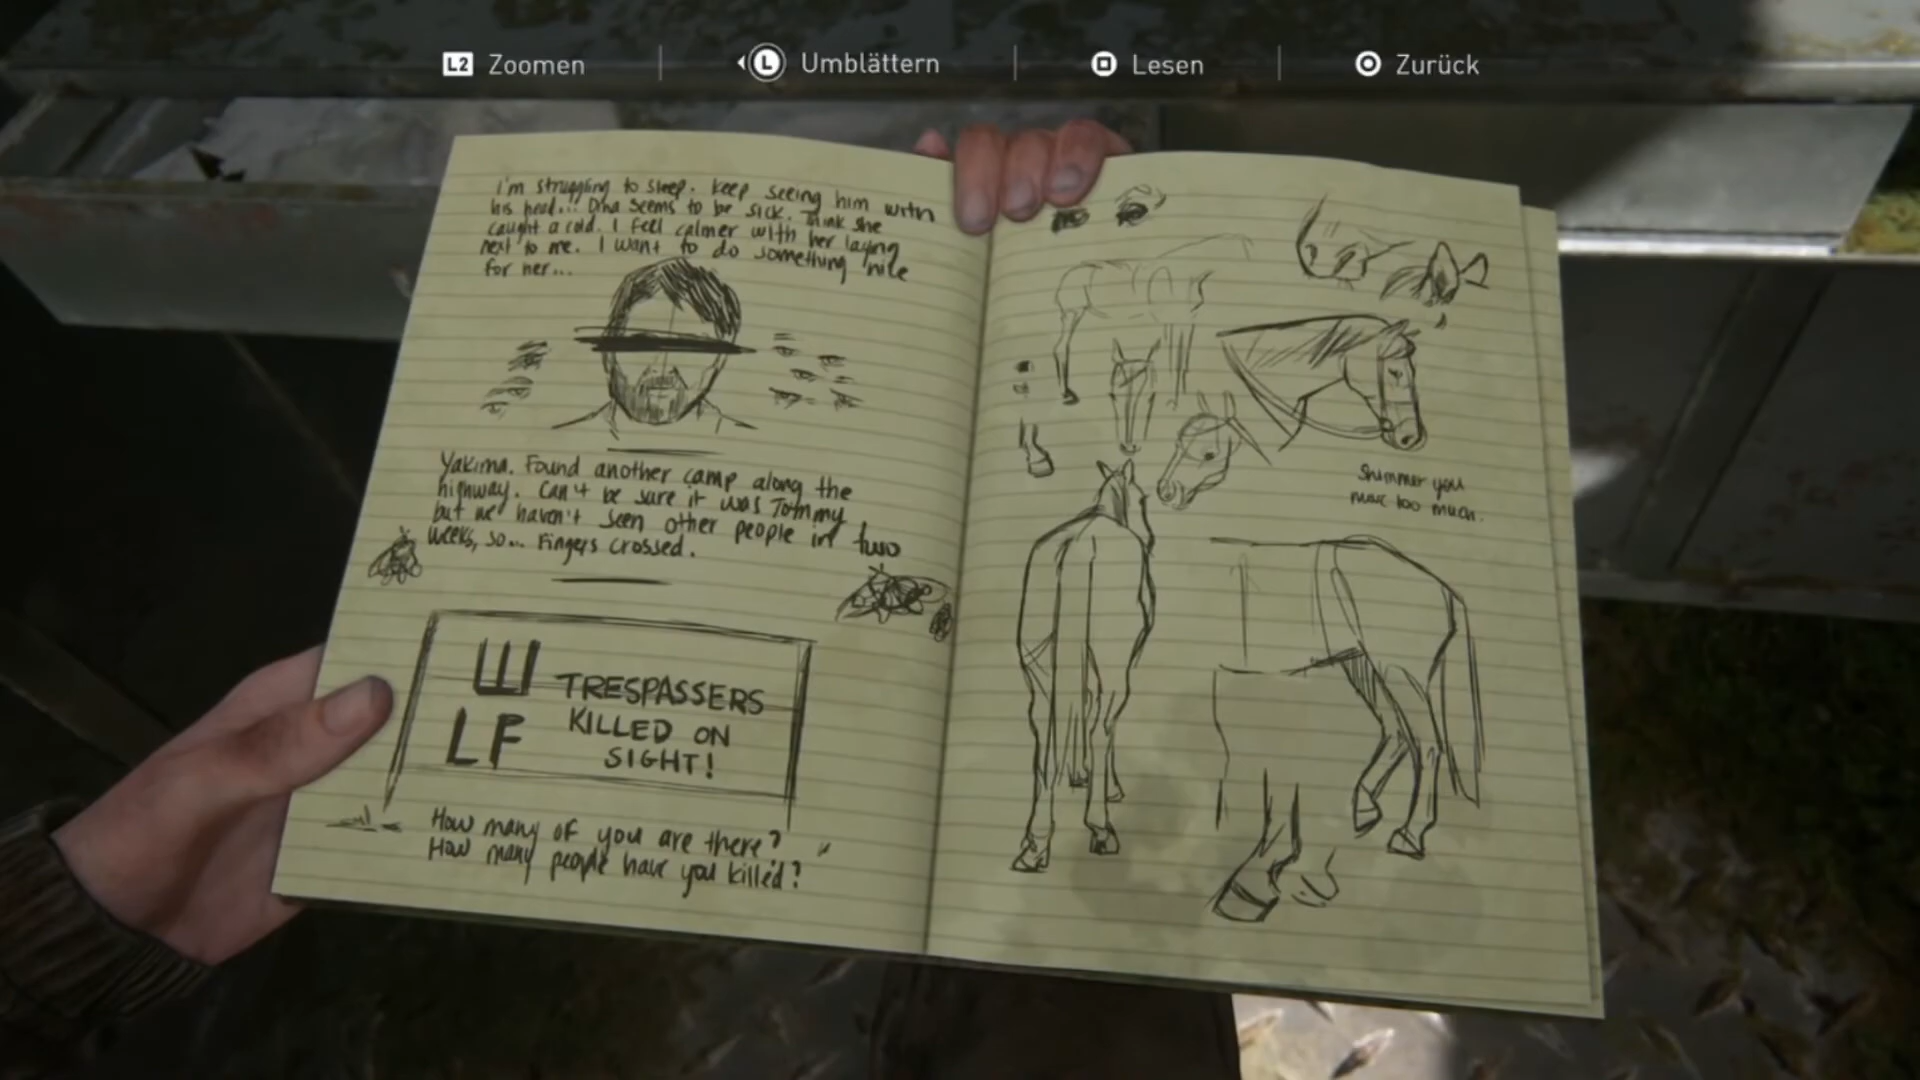 L2 Zoomen
L Umblättern
Lesen
Zurück
I'm struggling to sleep. Keep seeing him with
his head... Dina seems to be sick. Think she
caught a cold. I feel calmer with her laying
next to me. I want to do something nice
for her...
Yakima. Found another camp along the
highway. Can't be sure it was Tommy
but we haven't seen other people in two
weeks, so... Fingers crossed.
W
LF
TRESPASSERS
KILLED ON
SIGHT!
How many of you are there?
How many people have you killed?
Shimmer you
move too much.